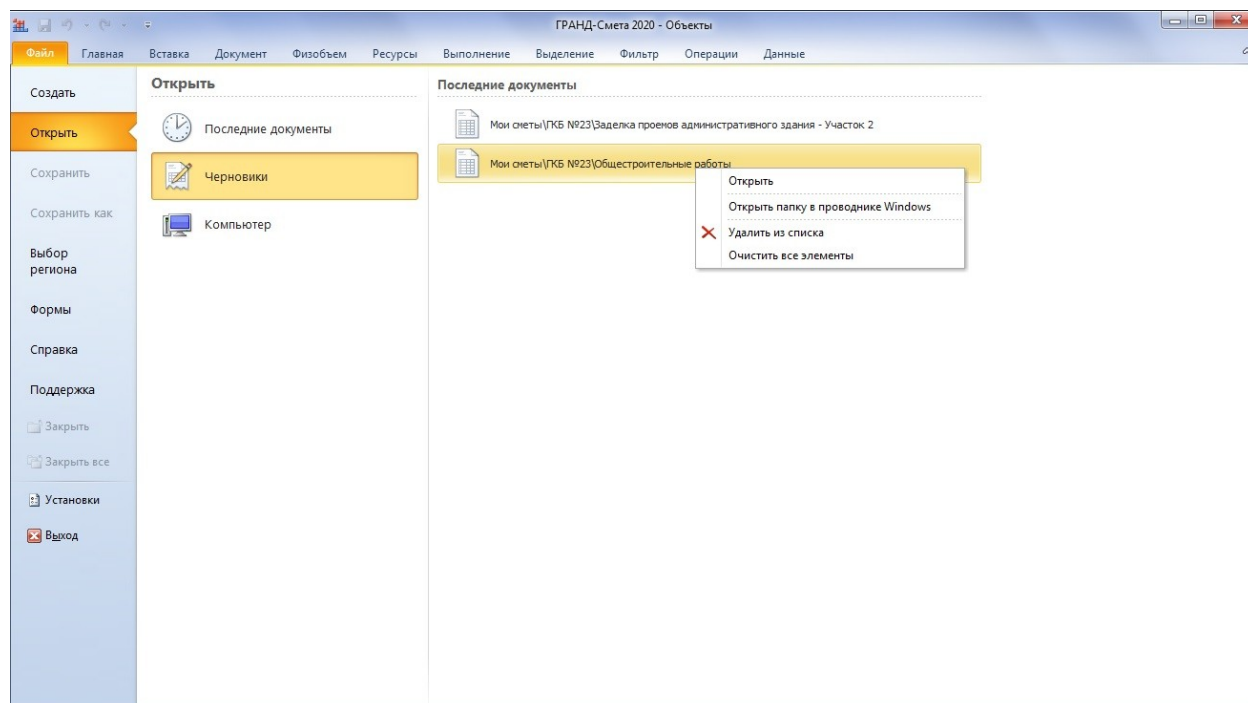 ГРАНД-Смета 2020 - Объекты
Файл Главная Вставка Документ Физобъем Ресурсы Выполнение Выделение Фильтр Операции Данные
Создать
Открыть
Сохранить
Сохранить как
Выбор
региона
Формы
Справка
Поддержка
Закрыть
Закрыть все
Установки
Выход
Открыть
Последние документы
Черновики
Компьютер
Последние документы
Мои сметы\ГКБ №23\Заделка проемов административного здания - Участок 2
Мои сметы\ГКБ №23\Общестроительные работы
Открыть
Открыть папку в проводнике Windows
Удалить из списка
Очистить все элементы